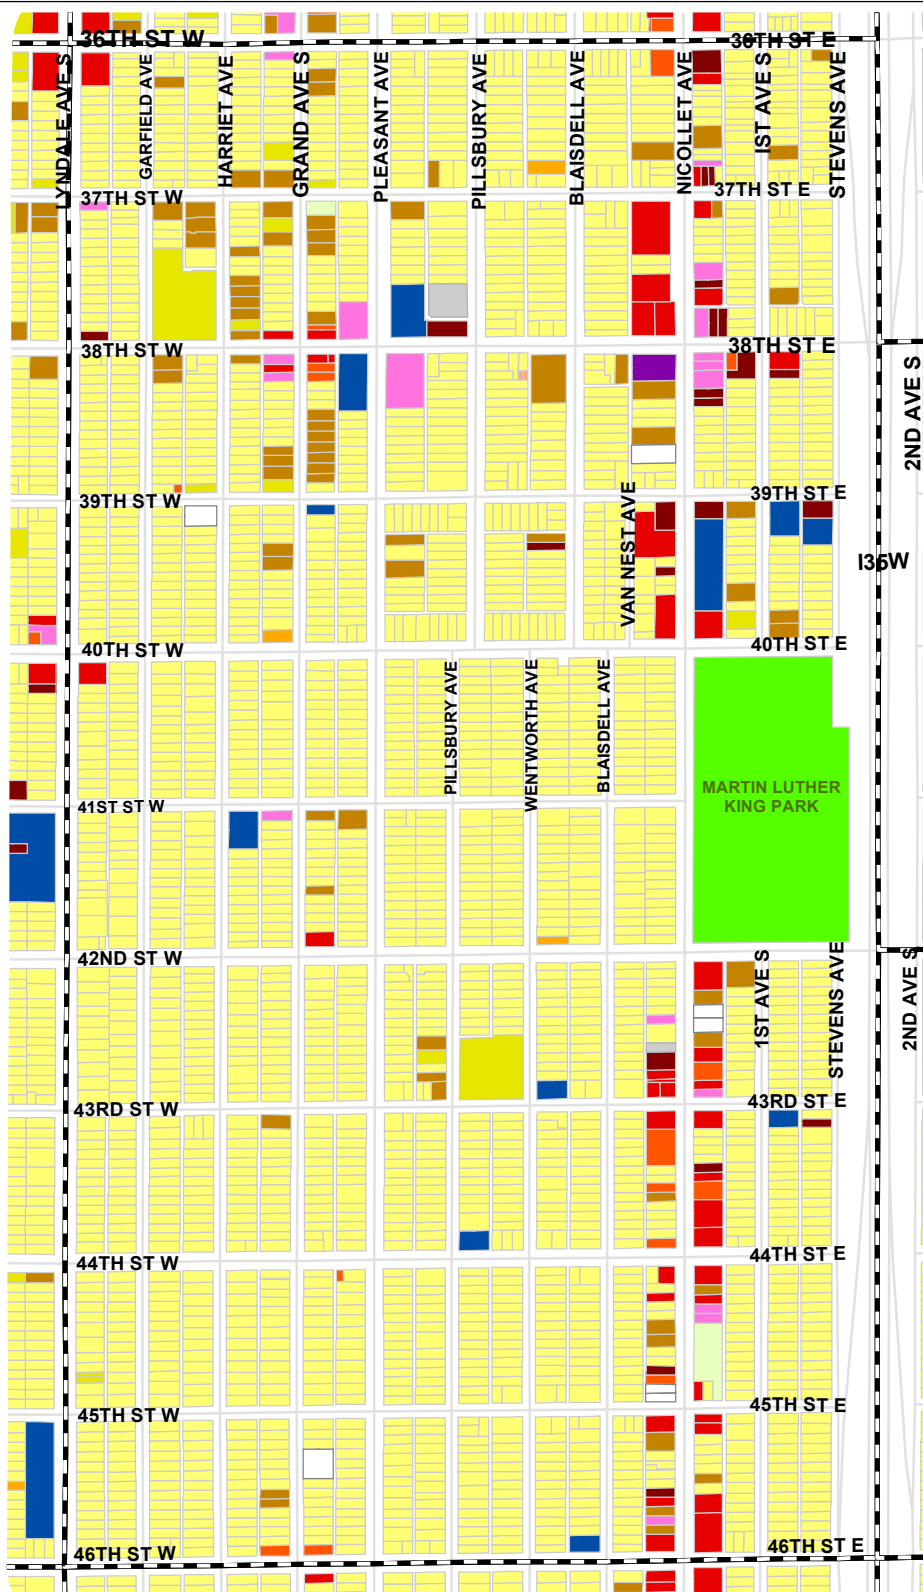 36TH ST W
36TH ST E
LYNDALE AVE S
GARFIELD AVE
HARRIET AVE
GRAND AVE S
PLEASANT AVE
PILLSBURY AVE
BLAISDELL AVE
NICOLLET AVE
IST AVE S
STEVENS AVE
37TH ST W
37TH ST E
38TH ST W
38TH ST E
2ND AVE S
39TH ST W
39TH ST E
VAN NEST AVE
I35W
40TH ST W
40TH ST E
PILLSBURY AVE
WENTWORTH AVE
BLAISDELL AVE
MARTIN LUTHER
KING PARK
41ST ST W
42ND ST W
1ST AVE S
STEVENS AVE
2ND AVE S
43RD ST W
43RD ST E
44TH ST W
44TH ST E
45TH ST W
45TH ST E
46TH ST W
46TH ST E